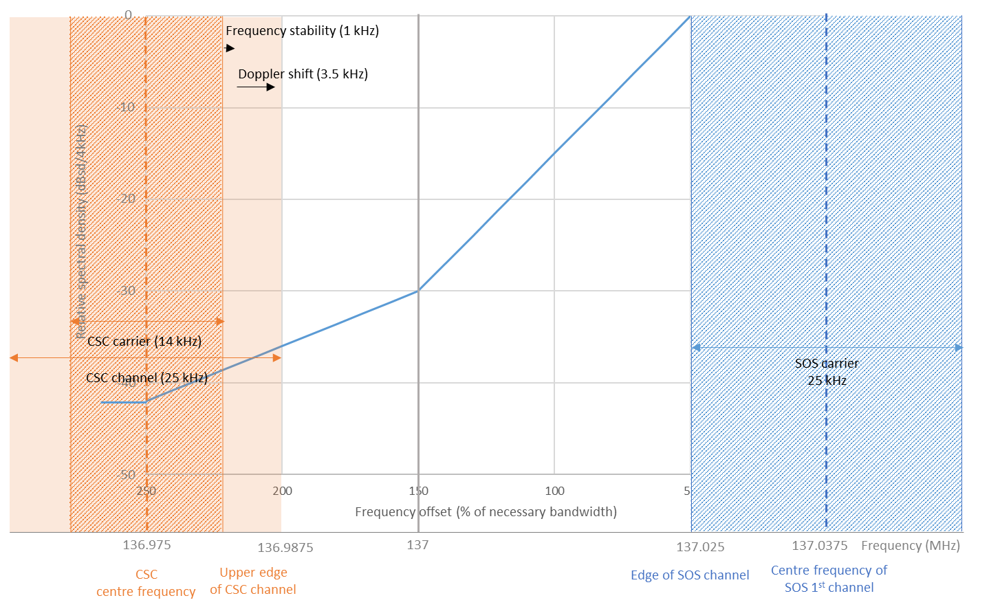 0
Frequency stability (1 kHz)
Doppler shift (3.5 kHz)
-10
-20
-30
-40
-50
Relative spectral density (dBsd/4kHz)
CSC carrier (14 kHz)
CSC channel (25 kHz)
SOS carrier
25 kHz
250
200
150
100
5
Frequency offset (% of necessary bandwidth)
136.975
136.9875
137
137.025
137.0375
Frequency (MHz)
CSC
centre frequency
Upper edge
of CSC channel
Edge of SOS channel
Centre frequency of
SOS 1st channel